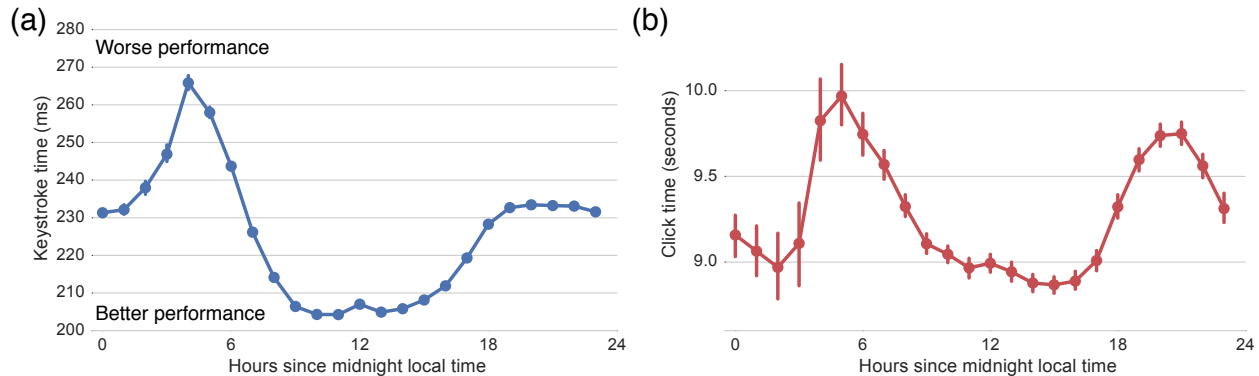 (a)
280
Worse performance
270
260
250
240
230
220
210
Better performance
200
Keystroke time (ms)
0 6 12 18 24
Hours since midnight local time
(b)
10.0
9.5
9.0
Click time (seconds)
0 6 12 18 24
Hours since midnight local time